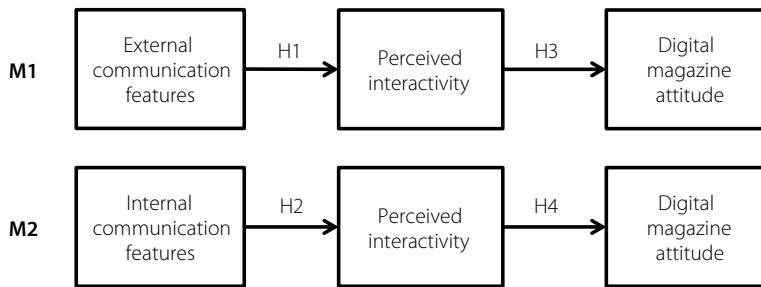 M1
External
communication
features
H1
Perceived
interactivity
H3
Digital
magazine
attitude
M2
Internal
communication
features
H2
Perceived
interactivity
H4
Digital
magazine
attitude